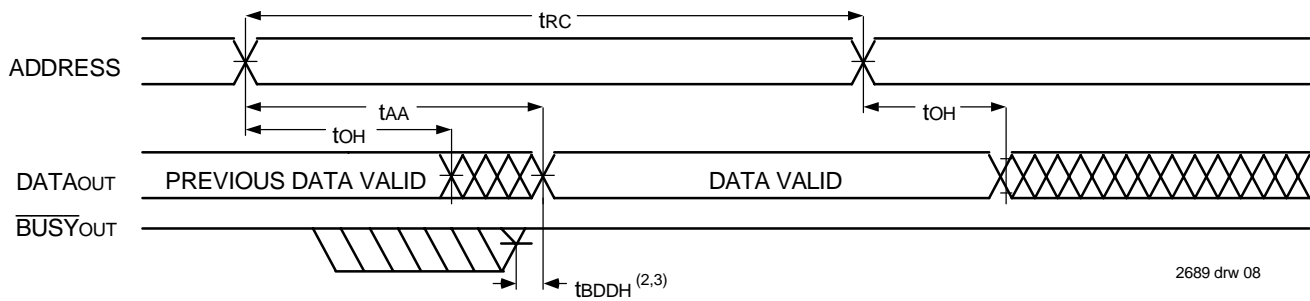 tRC
ADDRESS
tAA
tOH
tOH
DATAOUT
PREVIOUS DATA VALID
DATA VALID
BUSYOUT
tBDDH (2,3)
2689 drw 08